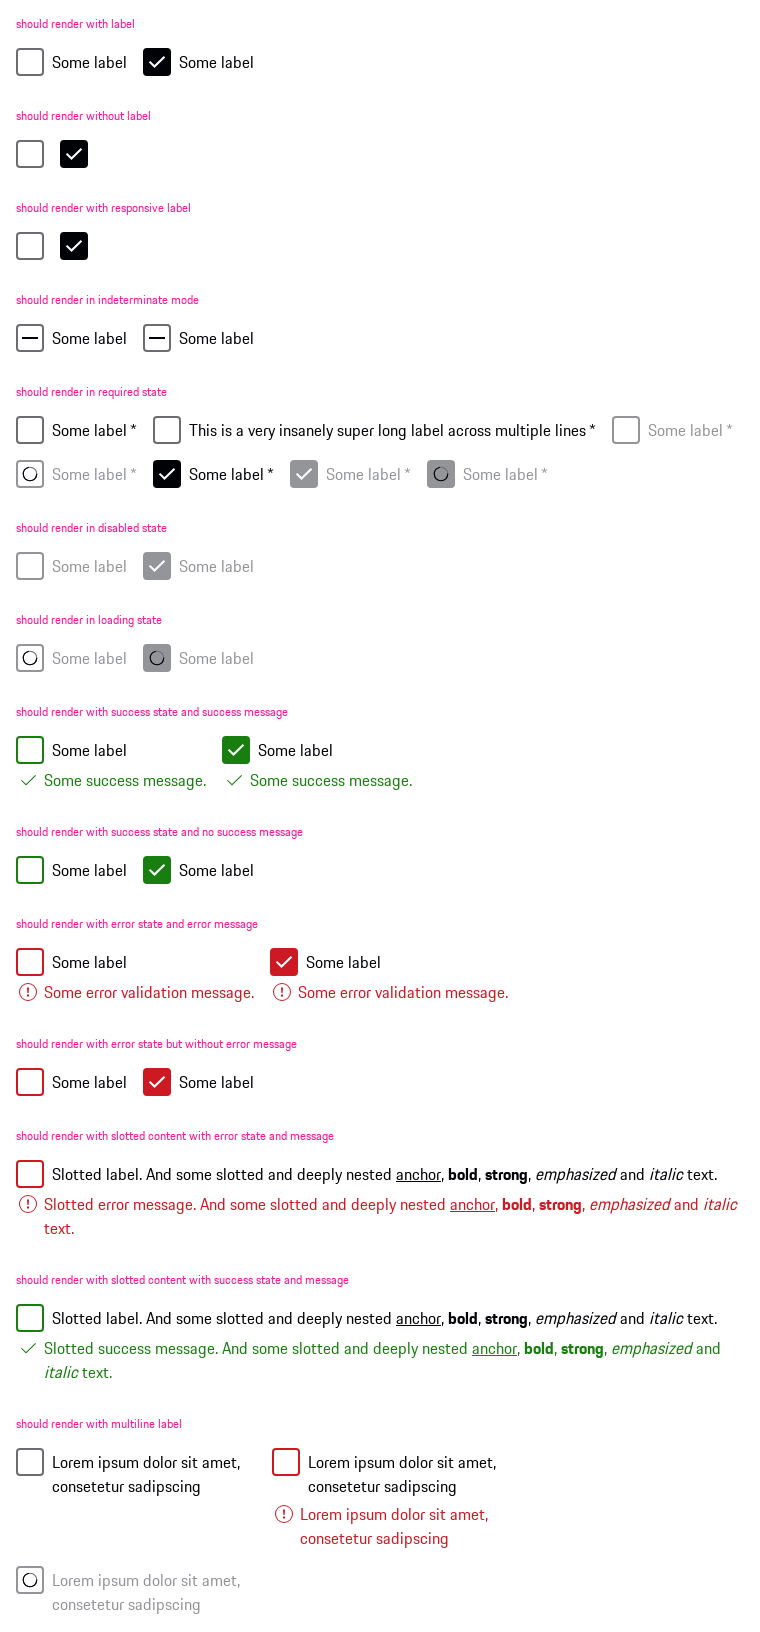 should render with label
Some label Some label
should render without label
should render with responsive label
should render in indeterminate mode
Some label Some label
should render in required state
Some label * This is a very insanely super long label across multiple lines * Some label *
Some label * Some label * Some label * Some label *
should render in disabled state
Some label Some label
should render in loading state
Some label Some label
should render with success state and success message
Some label Some label
Some success message. Some success message.
should render with success state and no success message
Some label Some label
should render with error state and error message
Some label Some label
Some error validation message. Some error validation message.
should render with error state but without error message
Some label Some label
should render with slotted content with error state and message
Slotted label. And some slotted and deeply nested anchor, bold, strong, emphasized and italic text.
Slotted error message. And some slotted and deeply nested anchor, bold, strong, emphasized and italic
text.
should render with slotted content with success state and message
Slotted label. And some slotted and deeply nested anchor, bold, strong, emphasized and italic text.
Slotted success message. And some slotted and deeply nested anchor, bold, strong, emphasized and
italic text.
should render with multiline label
Lorem ipsum dolor sit amet,
consetetur sadipscing
Lorem ipsum dolor sit amet,
consetetur sadipscing
Lorem ipsum dolor sit amet,
consetetur sadipscing
Lorem ipsum dolor sit amet,
consetetur sadipscing